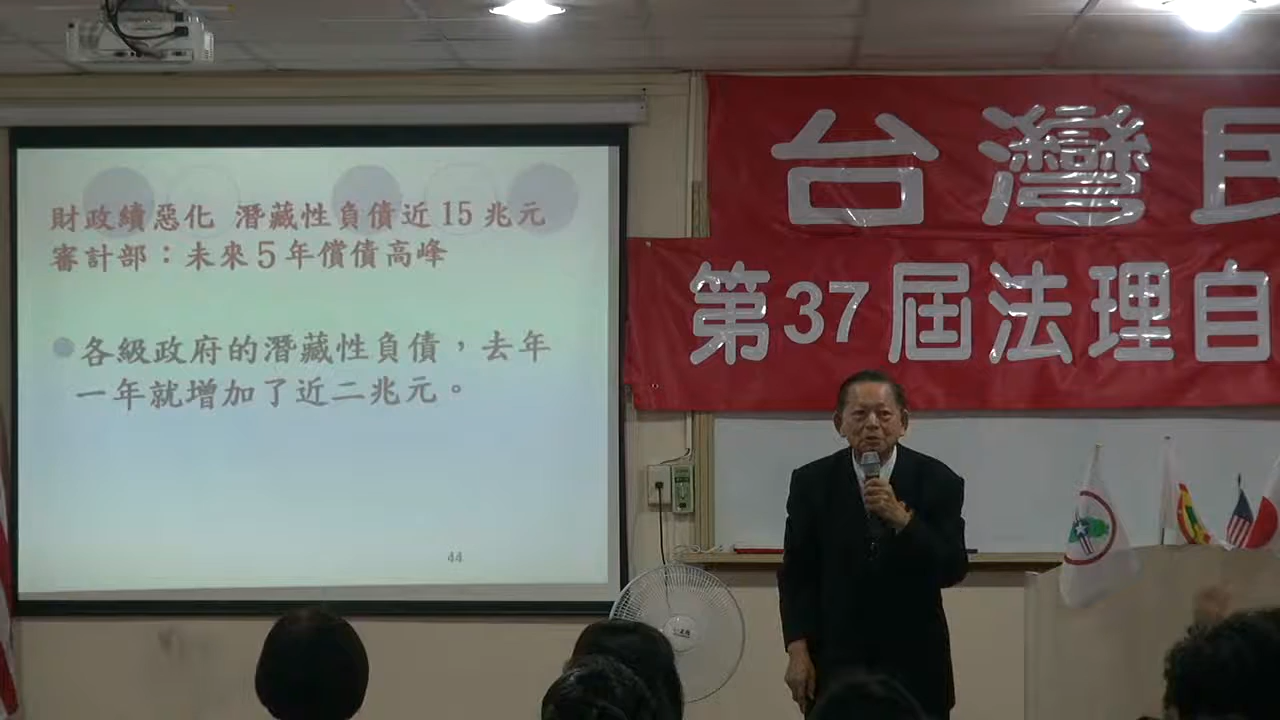 財政續惡化 潛藏性負債近15兆元
審計部：未來5年償債高峰
各級政府的潛藏性負債，去年
一年就增加了近二兆元。
44
台灣民
第37屆法理自